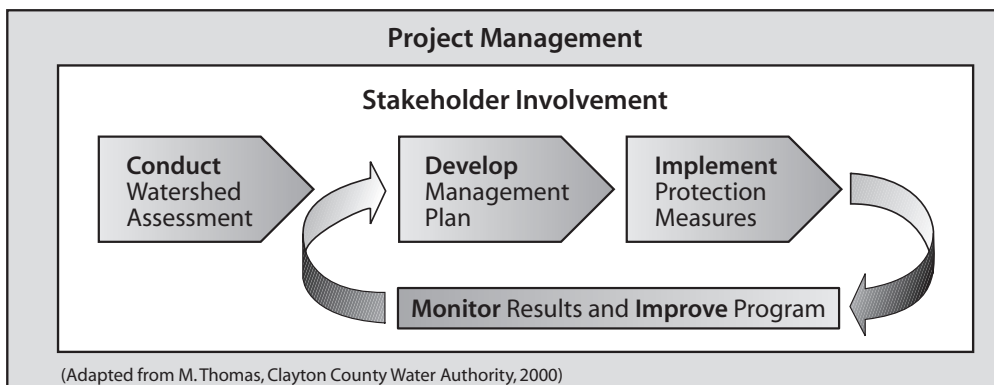 Project Management
Stakeholder Involvement
Conduct
Watershed
Assessment
Develop
Management
Plan
Implement
Protection
Measures
Monitor Results and Improve Program
(Adapted from M. Thomas, Clayton County Water Authority, 2000)